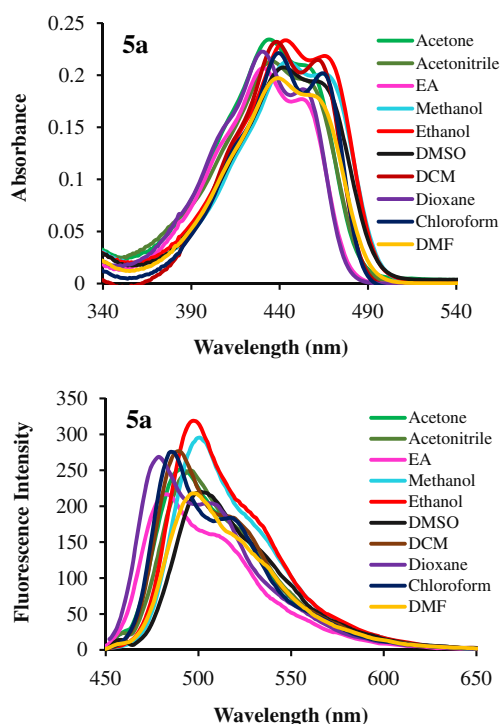 5a
0.25
0.2
0.15
0.1
0.05
0
Absorbance
340
390
440
490
540
Wavelength (nm)
Acetone
Acetonitrile
EA
Methanol
Ethanol
DMSO
DCM
Dioxane
Chloroform
DMF
5a
350
300
250
200
150
100
50
0
Fluorescence Intensity
450
500
550
600
650
Wavelength (nm)
Acetone
Acetonitrile
EA
Methanol
Ethanol
DMSO
DCM
Dioxane
Chloroform
DMF